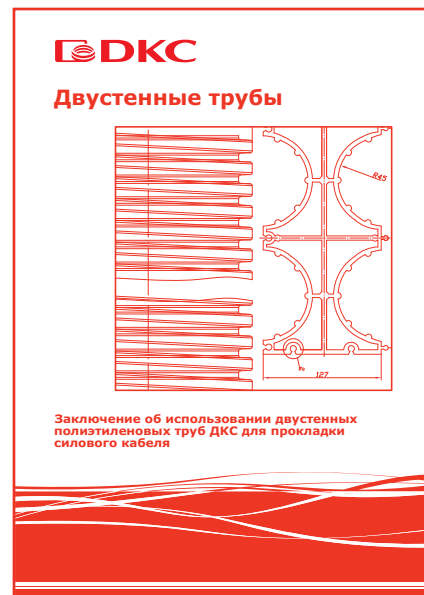 DKC
Двустенные трубы
R45
127
Заключение об использовании двустенных
полиэтиленовых труб ДКС для прокладки
силового кабеля